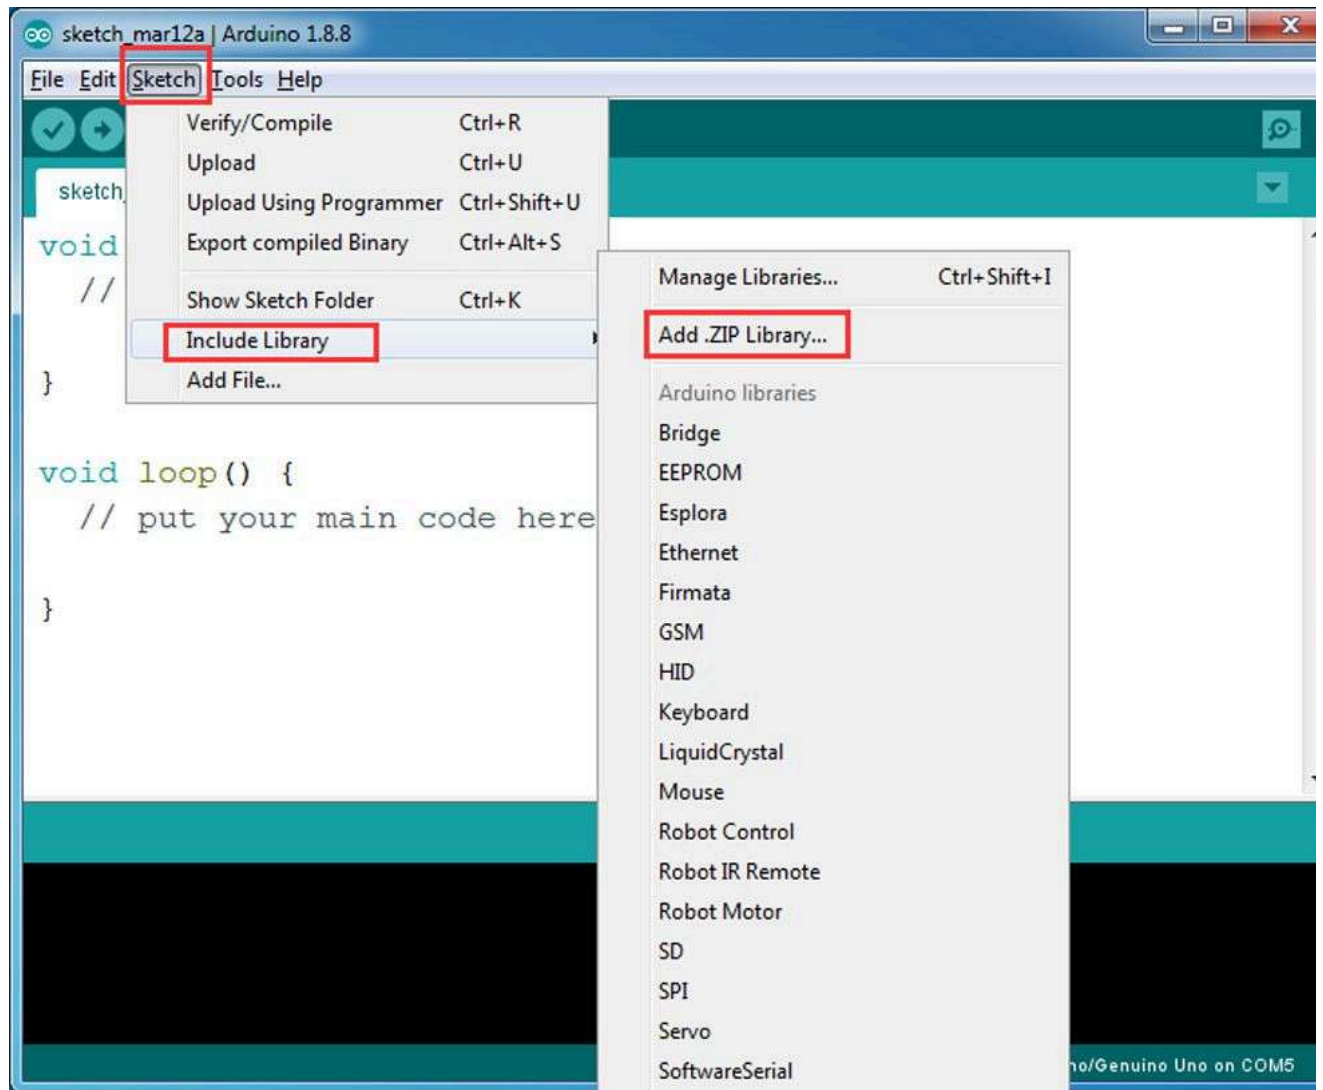 sketch_mar12a | Arduino 1.8.8
File Edit Sketch Tools Help
Verify/Compile Ctrl+R
Upload Ctrl+U
Upload Using Programmer Ctrl+Shift+U
Export compiled Binary Ctrl+Alt+S
Show Sketch Folder Ctrl+K
Include Library
Add File...
sketch_
void
//
}
void loop() {
// put your main code here
}
Manage Libraries... Ctrl+Shift+I
Add .ZIP Library...
Arduino libraries
Bridge
EEPROM
Esplora
Ethernet
Firmata
GSM
HID
Keyboard
LiquidCrystal
Mouse
Robot Control
Robot IR Remote
Robot Motor
SD
SPI
Servo
SoftwareSerial
no/Genuino Uno on COM5